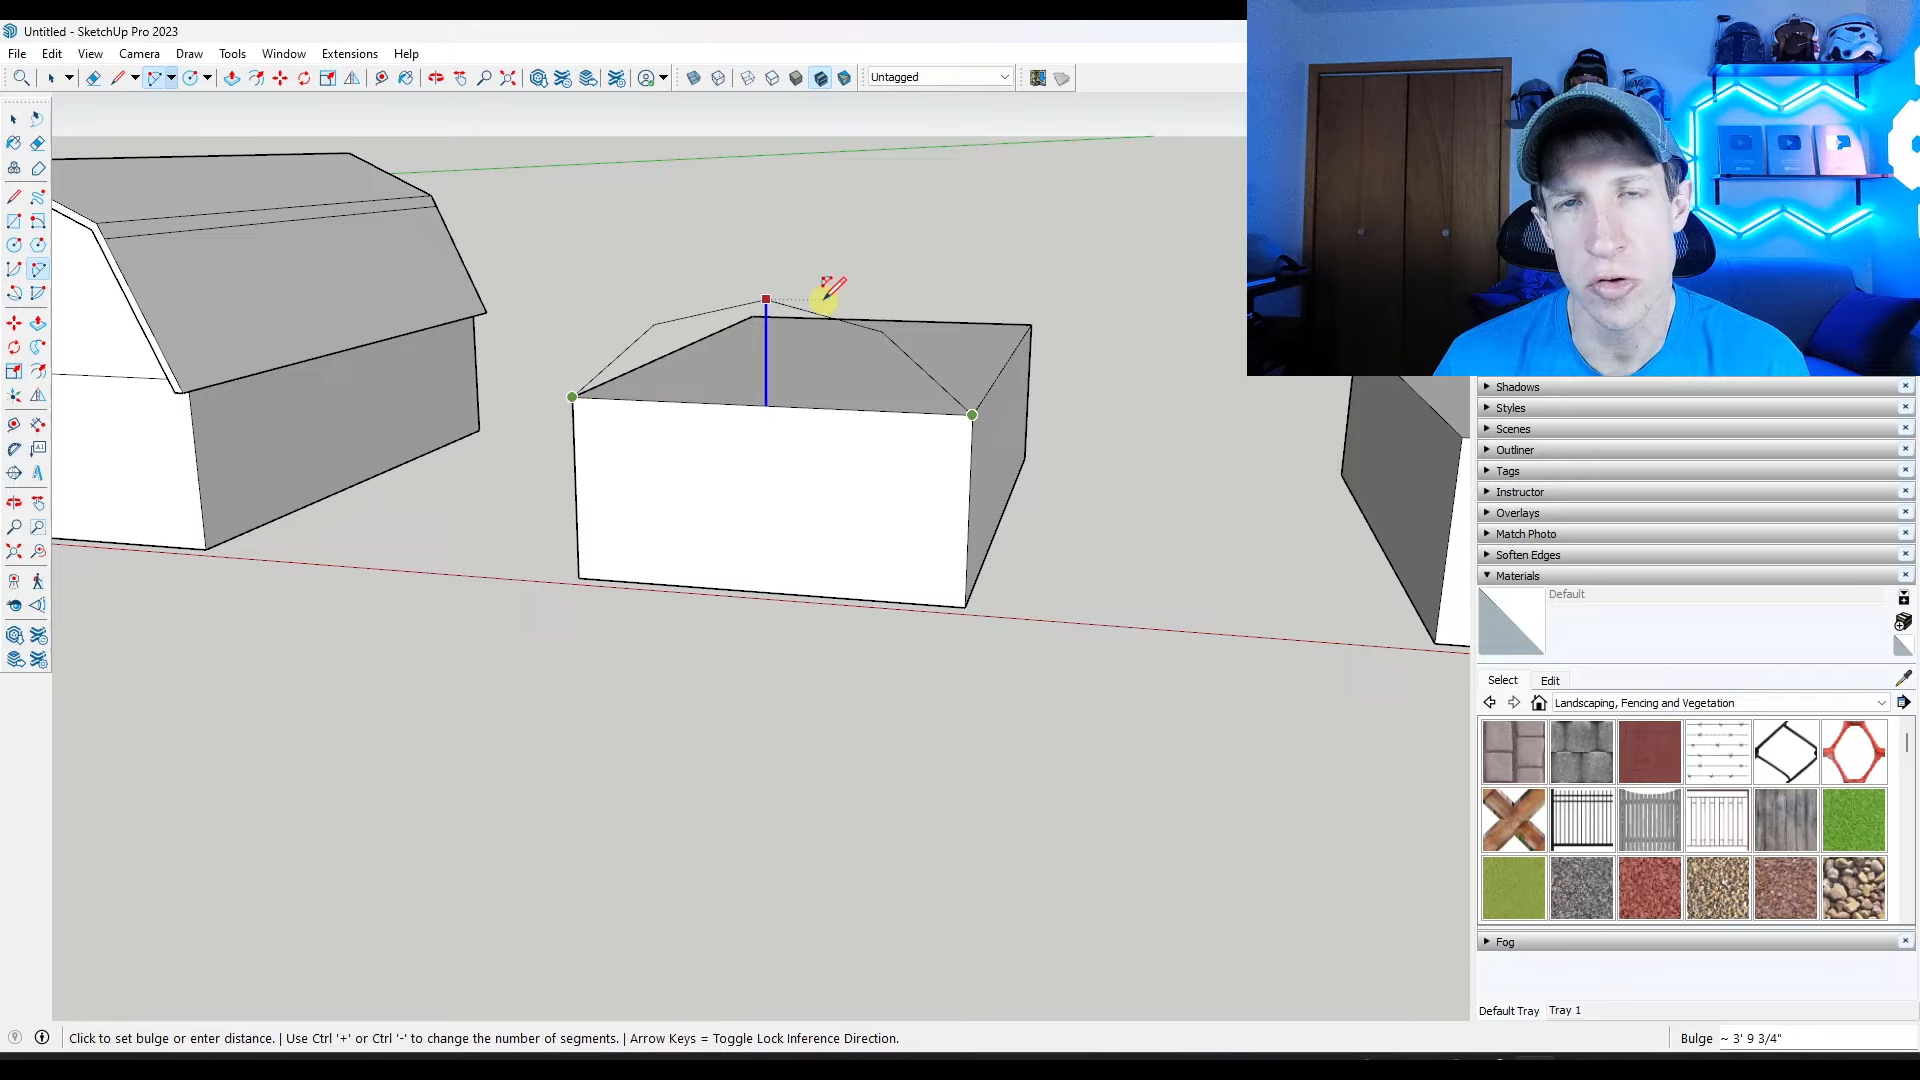 Untitled - SketchUp Pro 2023
File Edit View Camera Draw Tools Window Extensions Help
Untagged
Shadows
Styles
Scenes
Outliner
Tags
Instructor
Overlays
Match Photo
Soften Edges
Materials
Default
Select Edit
Landscaping, Fencing and Vegetation
Fog
Default Tray Tray 1
Click to set bulge or enter distance. | Use Ctrl '+' or Ctrl '-' to change the number of segments. | Arrow Keys = Toggle Lock Inference Direction.
Bulge ~ 3' 9 3/4"